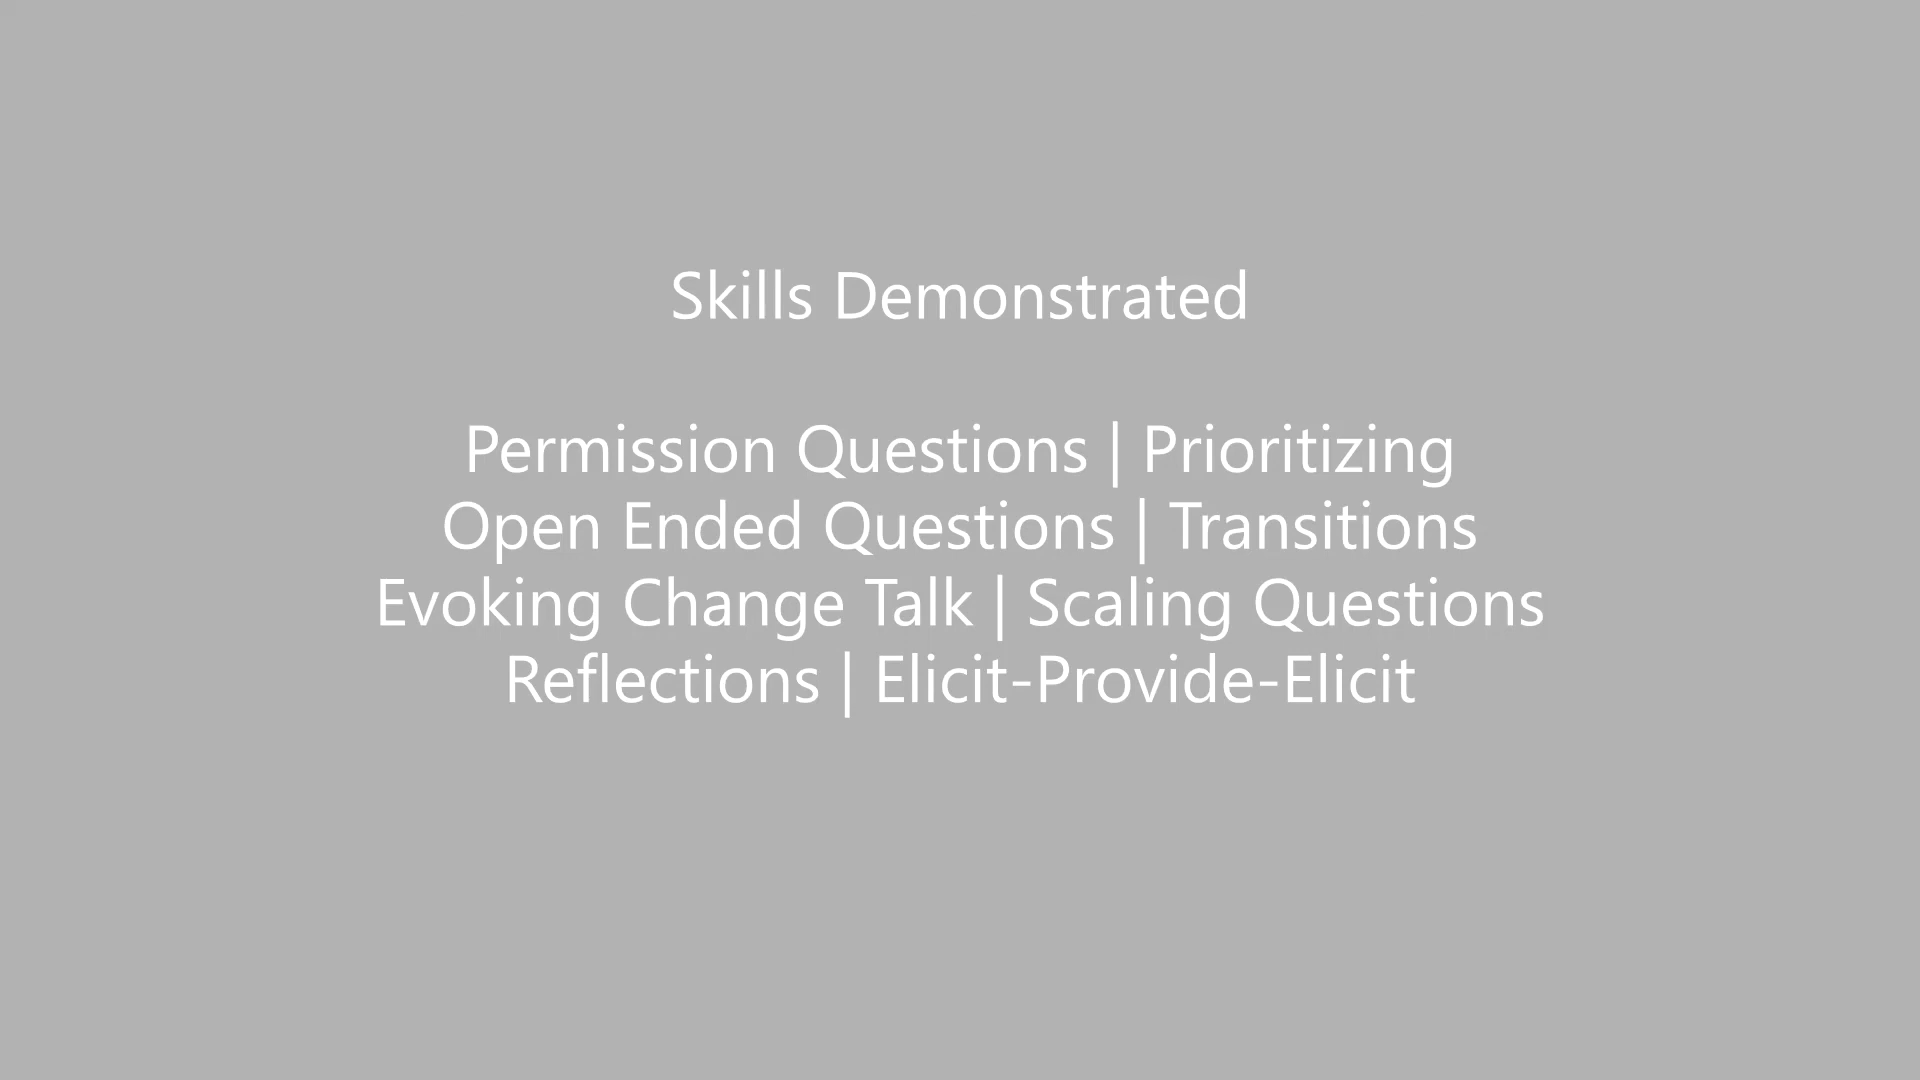 Skills Demonstrated
Permission Questions | Prioritizing
Open Ended Questions | Transitions
Evoking Change Talk | Scaling Questions
Reflections | Elicit-Provide-Elicit